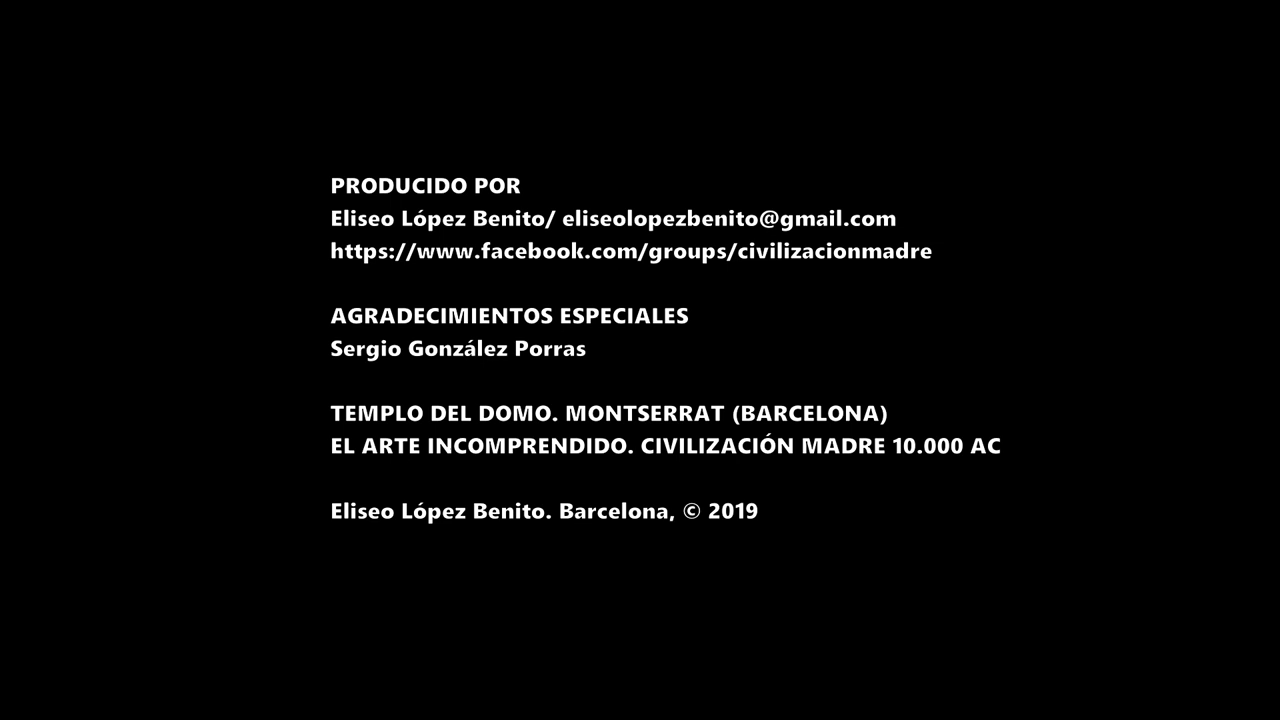 PRODUCIDO POR
Eliseo López Benito/ eliseolopezbenito@gmail.com
https://www.facebook.com/groups/civilizacionmadre
AGRADECIMIENTOS ESPECIALES
Sergio González Porras
TEMPLO DEL DOMO. MONTSERRAT (BARCELONA)
EL ARTE INCOMPRENDIDO. CIVILIZACIÓN MADRE 10.000 AC
Eliseo López Benito. Barcelona, © 2019